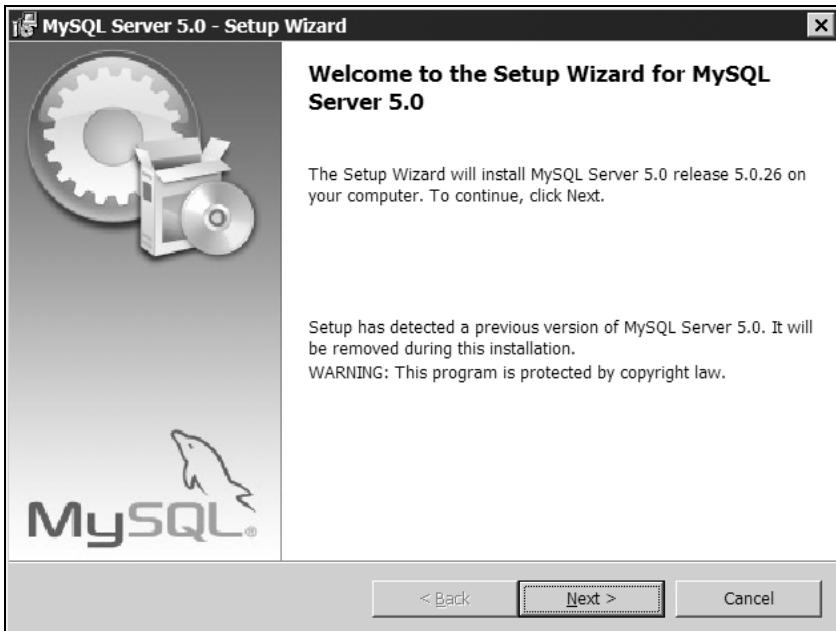 MySQL Server 5.0 - Setup Wizard
Welcome to the Setup Wizard for MySQL
Server 5.0
The Setup Wizard will install MySQL Server 5.0 release 5.0.26 on
your computer. To continue, click Next.
Setup has detected a previous version of MySQL Server 5.0. It will
be removed during this installation.
WARNING: This program is protected by copyright law.
MySQL®
< Back
Next >
Cancel